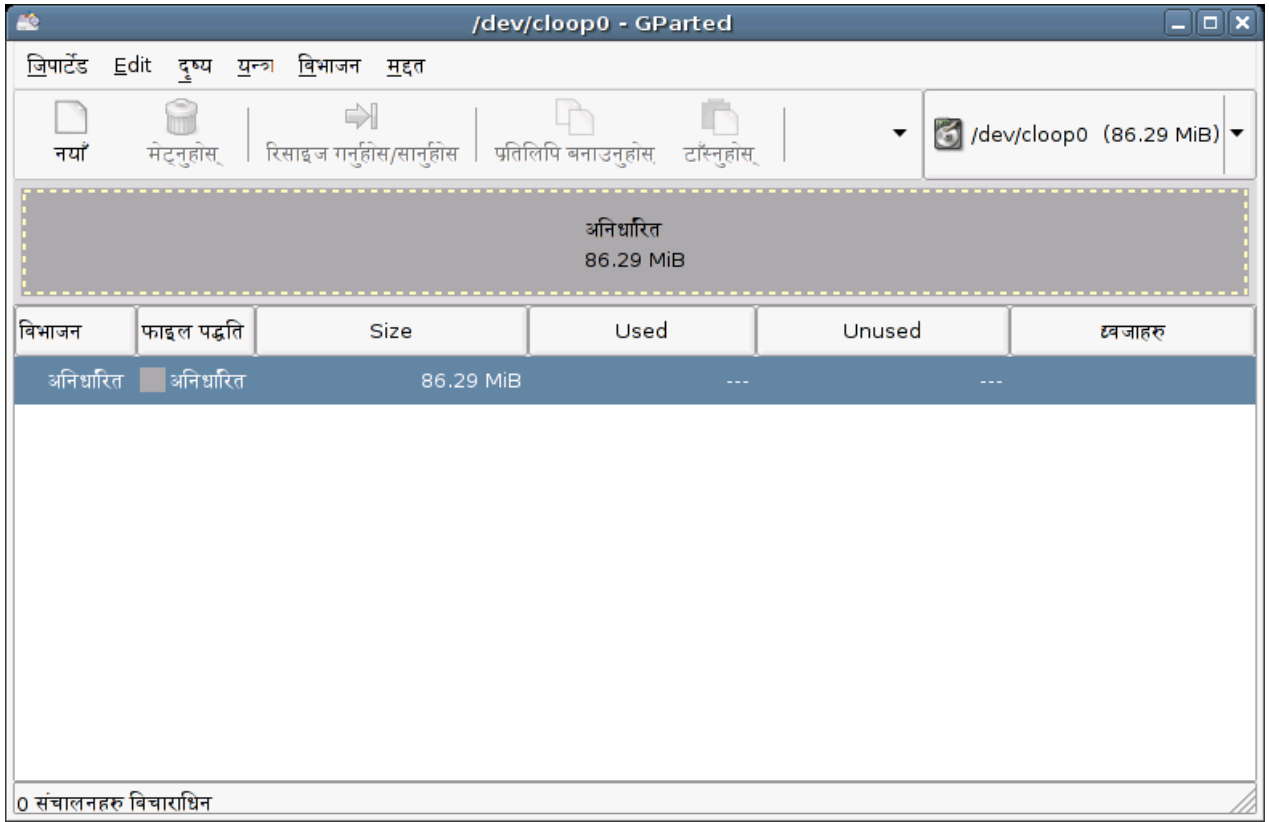 /dev/cloop0 - GParted
जिपार्टेड Edit दृष्य यन्त्र विभाजन मद्दत
नयाँ मेट्नुहोस् रिसाइज गर्नुहोस/सार्नुहोस प्रतिलिपि बनाउनुहोस् टाँस्नुहोस् /dev/cloop0 (86.29 MiB)
अनिर्धारित
86.29 MiB
विभाजन फाइल पद्धति Size Used Unused ध्वजाहरु
अनिर्धारित अनिर्धारित 86.29 MiB --- ---
0 संचालनहरु विचाराधिन